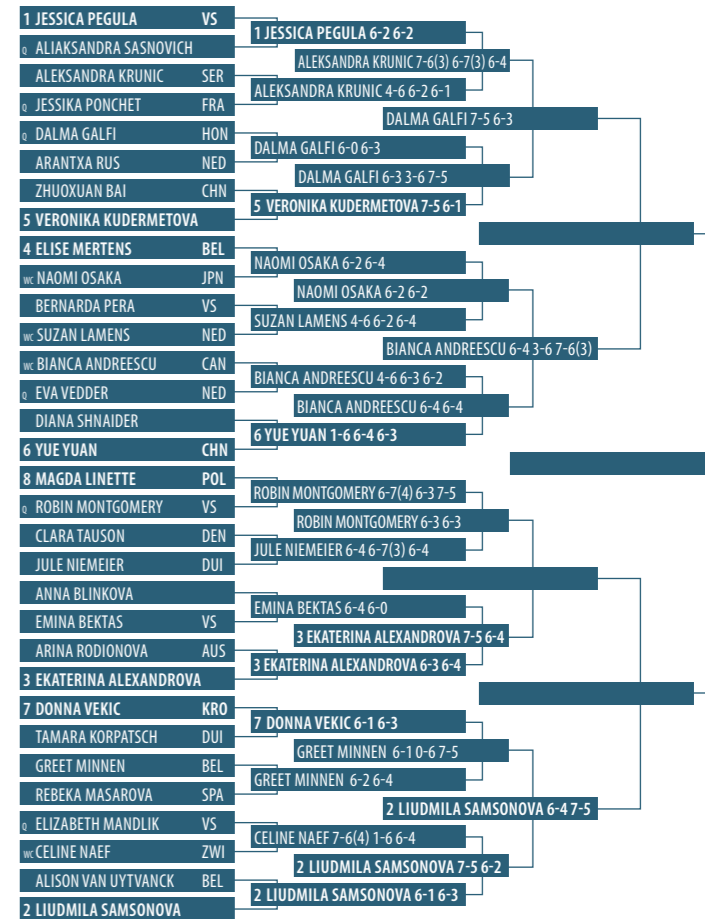 1 JESSICA PEGULA VS
Q ALIAKSANDRA SASNOVICH
ALEKSANDRA KRUNIC SER
Q JESSIKA PONCHET FRA
Q DALMA GALFI HON
ARANTXA RUS NED
ZHUOXUAN BAI CHN
5 VERONIKA KUDERMETOVA
4 ELISE MERTENS BEL
WC NAOMI OSAKA JPN
BERNARDA PERA VS
WC SUZAN LAMENS NED
WC BIANCA ANDREESCU CAN
Q EVA VEDDER NED
DIANA SHNAIDER
6 YUE YUAN CHN
8 MAGDA LINETTE POL
Q ROBIN MONTGOMERY VS
CLARA TAUSON DEN
JULE NIEMEIER DUI
ANNA BLINKOVA
EMINA BEKTAS VS
ARINA RODIONOVA AUS
3 EKATERINA ALEXANDROVA
7 DONNA VEKIC KRO
TAMARA KORPATSCH DUI
GREET MINNEN BEL
REBEKA MASAROVA SPA
Q ELIZABETH MANDLIK VS
WC CELINE NAEF ZWI
ALISON VAN UYTVANCK BEL
2 LIUDMILA SAMSONOVA
1 JESSICA PEGULA 6-2 6-2
ALEKSANDRA KRUNIC 4-6 6-2 6-1
DALMA GALFI 6-0 6-3
5 VERONIKA KUDERMETOVA 7-5 6-1
NAOMI OSAKA 6-2 6-4
SUZAN LAMENS 4-6 6-2 6-4
BIANCA ANDREESCU 4-6 6-3 6-2
6 YUE YUAN 1-6 6-4 6-3
ROBIN MONTGOMERY 6-7(4) 6-3 7-5
JULE NIEMEIER 6-4 6-7(3) 6-4
EMINA BEKTAS 6-4 6-0
3 EKATERINA ALEXANDROVA 6-3 6-4
7 DONNA VEKIC 6-1 6-3
GREET MINNEN 6-2 6-4
CELINE NAEF 7-6(4) 1-6 6-4
2 LIUDMILA SAMSONOVA 6-1 6-3
ALEKSANDRA KRUNIC 7-6(3) 6-7(3) 6-4
DALMA GALFI 6-3 3-6 7-5
NAOMI OSAKA 6-2 6-2
BIANCA ANDREESCU 6-4 6-4
ROBIN MONTGOMERY 6-3 6-3
3 EKATERINA ALEXANDROVA 7-5 6-4
GREET MINNEN 6-1 0-6 7-5
2 LIUDMILA SAMSONOVA 7-5 6-2
DALMA GALFI 7-5 6-3
BIANCA ANDREESCU 6-4 3-6 7-6(3)
2 LIUDMILA SAMSONOVA 6-4 7-5